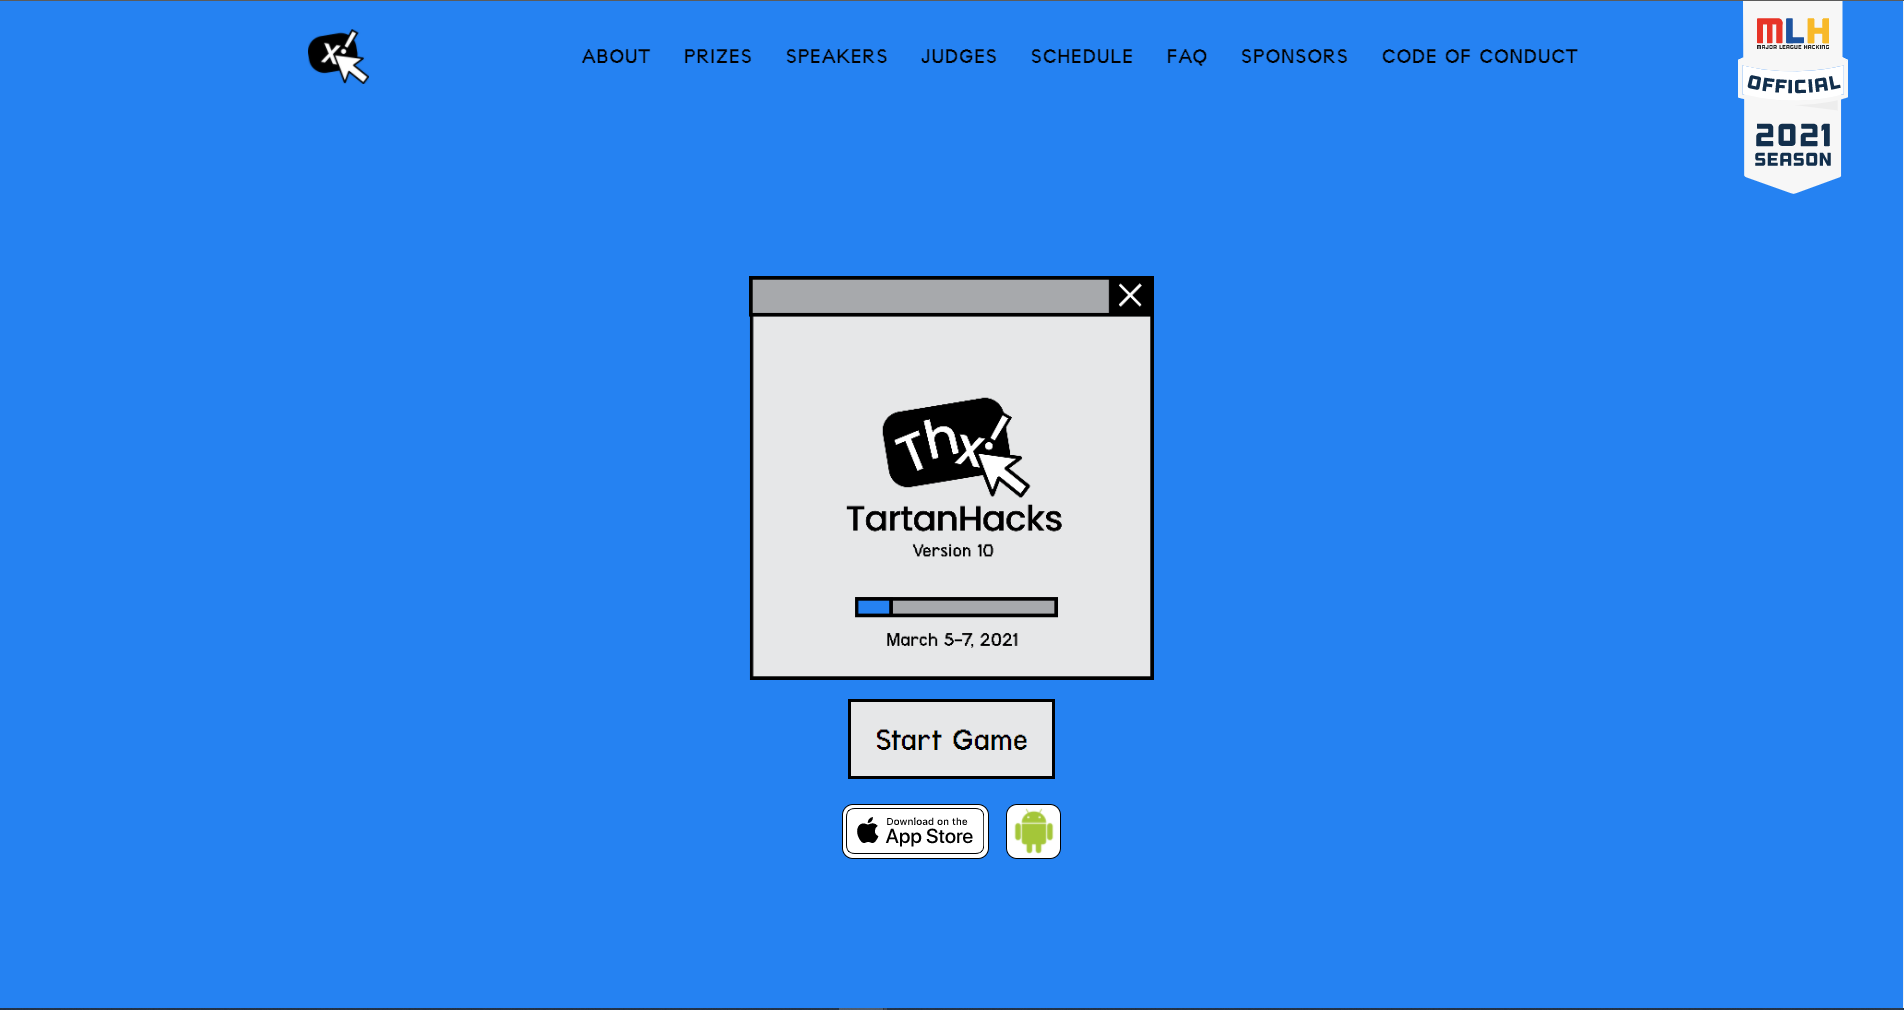 X!
ABOUT PRIZES SPEAKERS JUDGES SCHEDULE FAQ SPONSORS CODE OF CONDUCT
MLH
MAJOR LEAGUE HACKING
OFFICIAL
2021
SEASON
Thx!
TartanHacks
Version 10
March 5-7, 2021
Start Game
Download on the
App Store